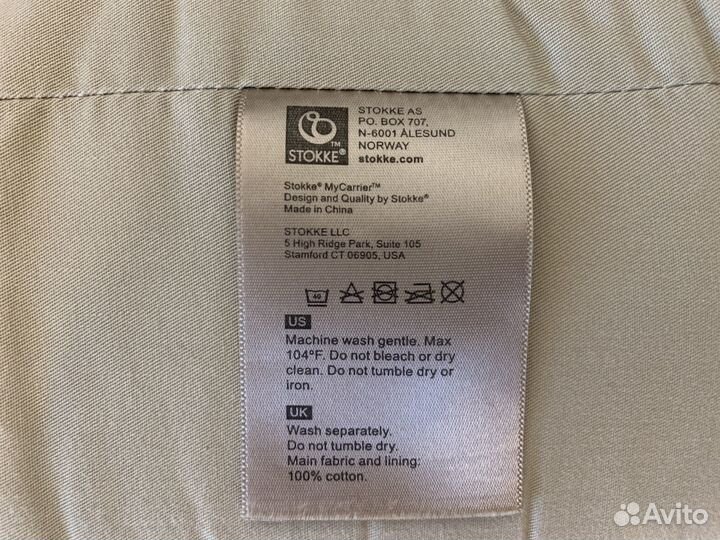 STOKKE™
STOKKE AS
PO. BOX 707,
N-6001 ÅLESUND
NORWAY
stokke.com
Stokke® MyCarrier™
Design and Quality by Stokke®
Made in China
STOKKE LLC
5 High Ridge Park, Suite 105
Stamford CT 06905, USA
40
US
Machine wash gentle. Max
104°F. Do not bleach or dry
clean. Do not tumble dry or
iron.
UK
Wash separately.
Do not tumble dry.
Main fabric and lining:
100% cotton.
Avito